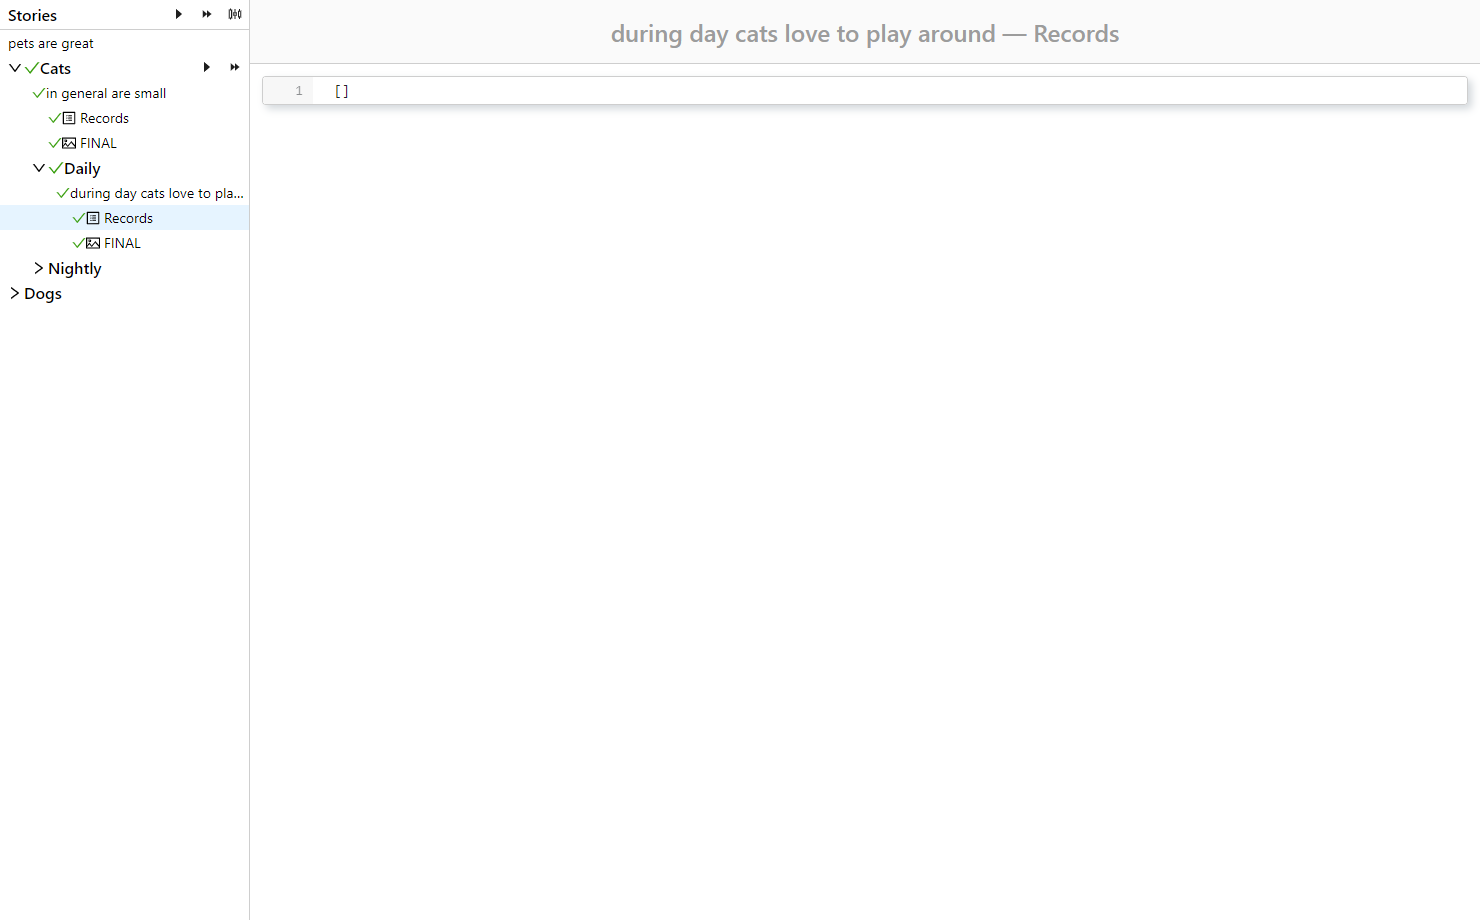 Stories
pets are great
Cats
in general are small
Records
FINAL
Daily
during day cats love to pla...
Records
FINAL
Nightly
Dogs
during day cats love to play around — Records
1 []